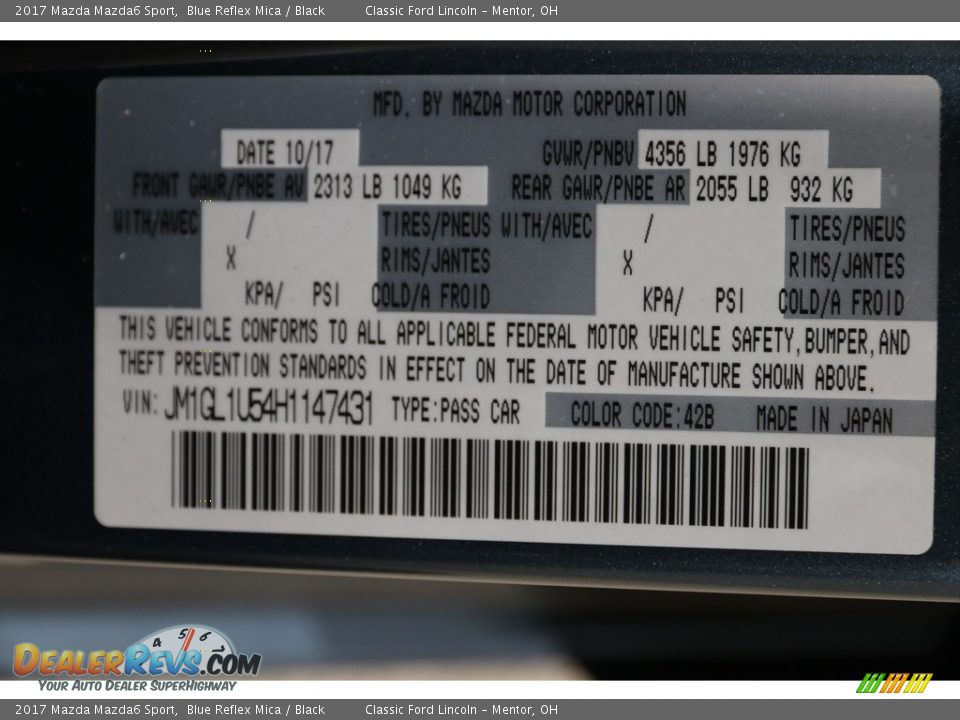 2017 Mazda Mazda6 Sport, Blue Reflex Mica / Black Classic Ford Lincoln – Mentor, OH
MFD. BY MAZDA MOTOR CORPORATION
DATE 10/17 GVWR/PNBV 4356 LB 1976 KG
FRONT GAWR/PNBE AV 2313 LB 1049 KG REAR GAWR/PNBE AR 2055 LB 932 KG
WITH/AVEC / TIRES/PNEUS WITH/AVEC / TIRES/PNEUS
X RIMS/JANTES X RIMS/JANTES
KPA/ PSI COLD/A FROID KPA/ PSI COLD/A FROID
THIS VEHICLE CONFORMS TO ALL APPLICABLE FEDERAL MOTOR VEHICLE SAFETY, BUMPER, AND
THEFT PREVENTION STANDARDS IN EFFECT ON THE DATE OF MANUFACTURE SHOWN ABOVE.
VIN: JM1GL1U54H1147431 TYPE:PASS CAR COLOR CODE:42B MADE IN JAPAN
4 5 6 7
DEALERREVS.COM
YOUR AUTO DEALER SUPERHIGHWAY
2017 Mazda Mazda6 Sport, Blue Reflex Mica / Black Classic Ford Lincoln – Mentor, OH